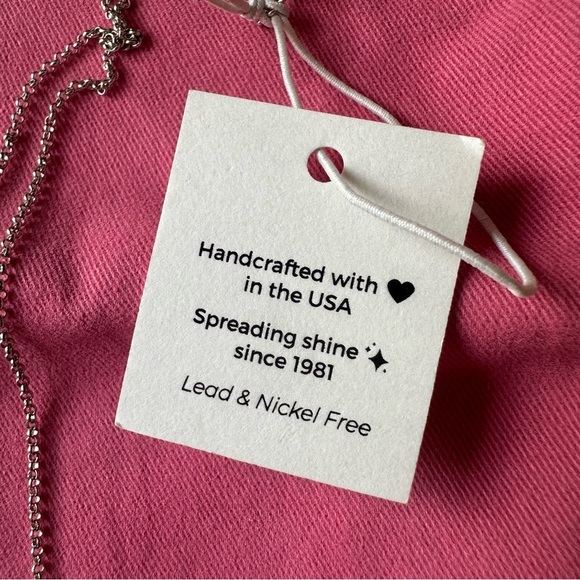 Handcrafted with 🖤
in the USA
Spreading shine ✨
since 1981
Lead & Nickel Free